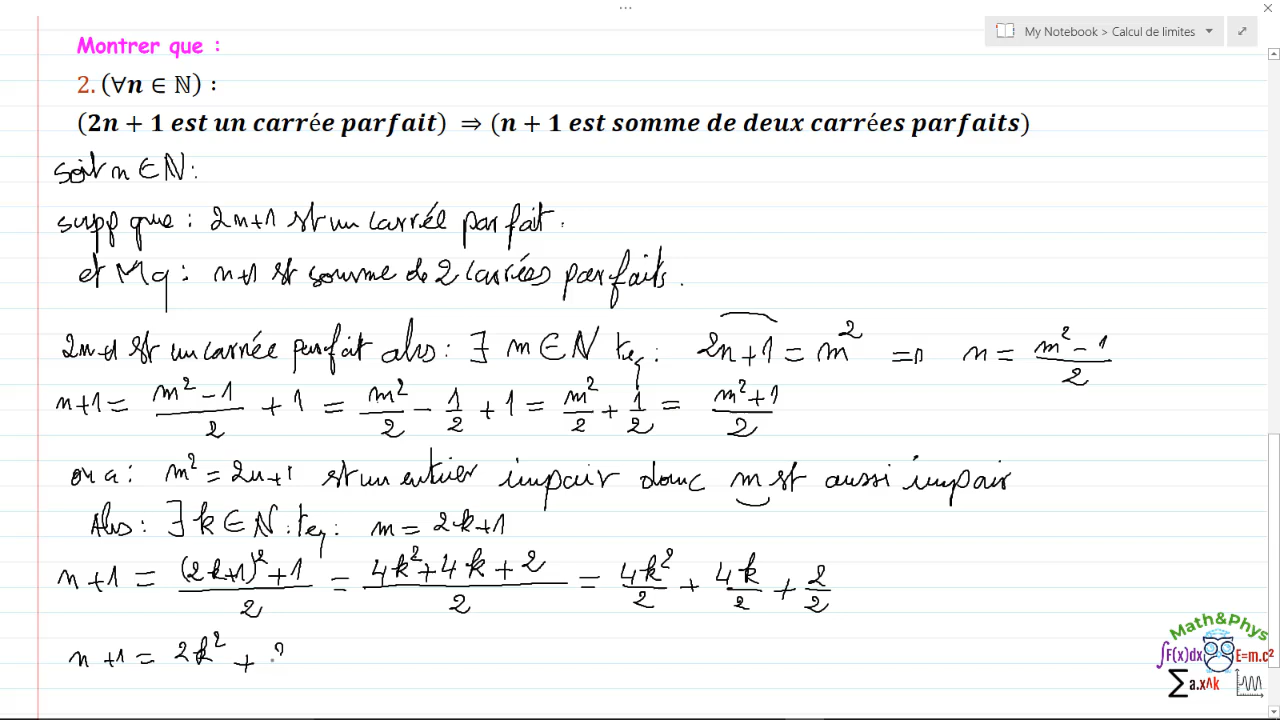 My Notebook > Calcul de limites
Montrer que :
2. (∀n ∈ ℕ) :
(2n + 1 est un carrée parfait) ⇒ (n + 1 est somme de deux carrées parfaits)
soit n ∈ ℕ :
supp que : 2n+1 est un carrée parfait.
et Mq : n+1 est somme de 2 carrées parfaits.
2n+1 est un carrée parfait alors : ∃ m ∈ ℕ tq : 2n+1 = m² ⇒ n = (m² - 1)/2
n+1 = (m² - 1)/2 + 1 = m²/2 - 1/2 + 1 = m²/2 + 1/2 = (m² + 1)/2
on a : m² = 2n+1 est un entier impair donc m est aussi impair
Alors : ∃ k ∈ ℕ : tq : m = 2k+1
n+1 = ((2k+1)² + 1)/2 = (4k² + 4k + 2)/2 = 4k²/2 + 4k/2 + 2/2
n+1 = 2k² +
Math&Phys
∫F(x)dx E=m.c²
∑ a.x∧k